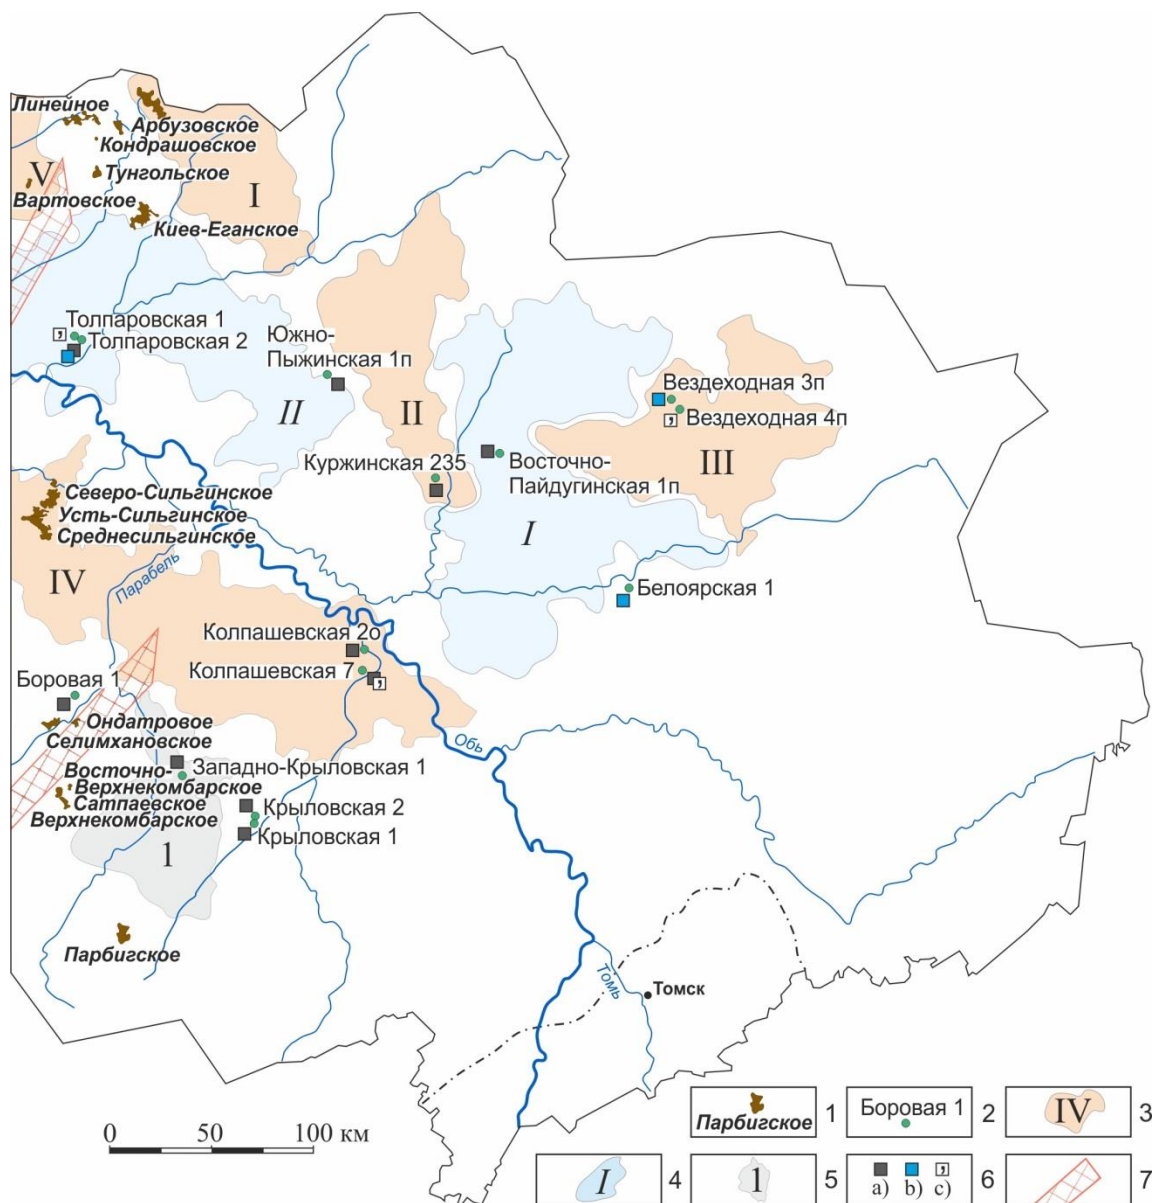 Линейное
Арбузовское
Кондрашовское
V
Тунгольское
I
Вартовское
Киев-Еганское
Толпаровская 1
Толпаровская 2
Южно-
Пыжинская 1п
II
II
Вездеходная 3п
Вездеходная 4п
III
Куржинская 235
Восточно-
Пайдугинская 1п
I
Северо-Сильгинское
Усть-Сильгинское
Среднесильгинское
IV
Парабель
Белоярская 1
Колпашевская 2о
Колпашевская 7
Боровая 1
Ондатровое
Селимхановское
Обь
Западно-Крыловская 1
Восточно-
Верхнекомбарское
Сатпаевское
Верхнекомбарское
Крыловская 2
Крыловская 1
1
Парбигское
Томь
Томск
0 50 100 км
Парбигское 1
Боровая 1 2
IV 3
I 4
1 5
a) b) c) 6
7